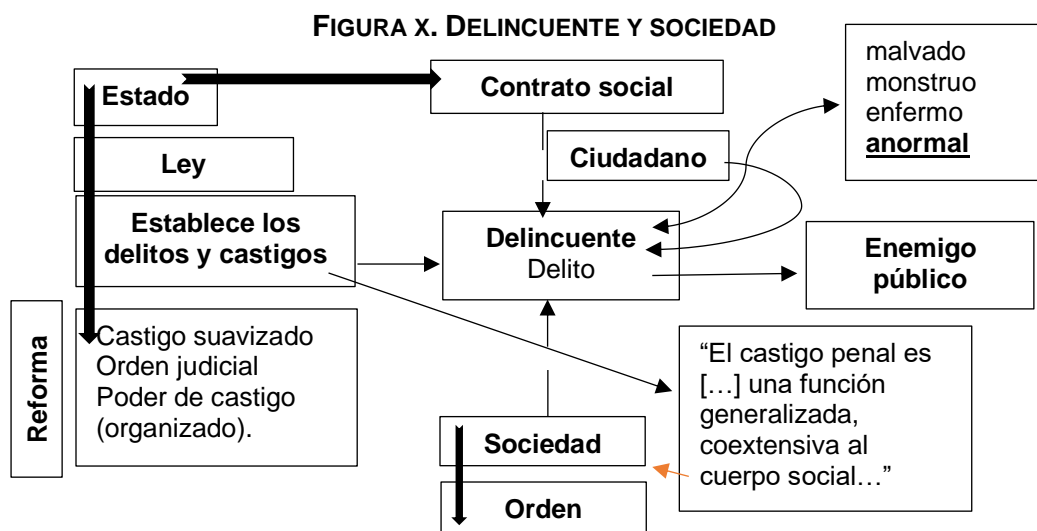 FIGURA X. DELINCUENTE Y SOCIEDAD
Estado
Contrato social
malvado
monstruo
enfermo
anormal
Ley
Ciudadano
Establece los
delitos y castigos
Delincuente
Delito
Enemigo
público
Reforma
Castigo suavizado
Orden judicial
Poder de castigo
(organizado).
“El castigo penal es
[…] una función
generalizada,
coextensiva al
cuerpo social…”
Sociedad
Orden